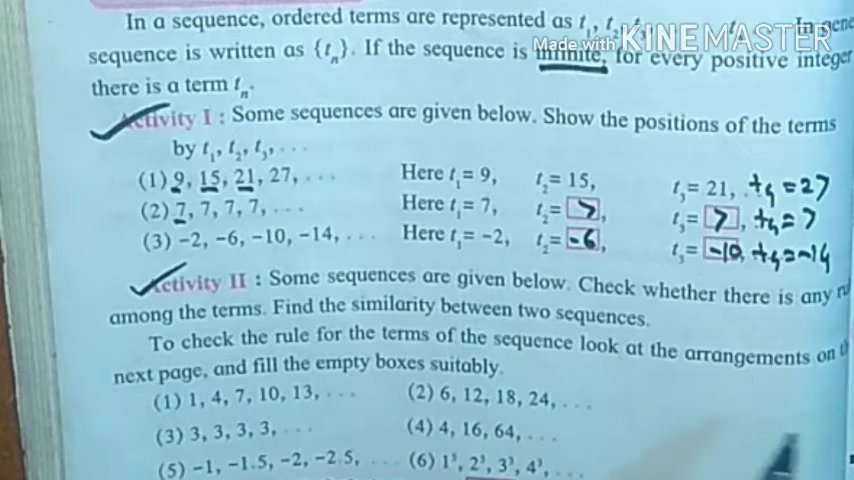 In a sequence, ordered terms are represented as t₁, t₂, t₃ In gene
Made with KINEMASTER
sequence is written as {tₙ}. If the sequence is infinite, for every positive integer
there is a term tₙ.
Activity I : Some sequences are given below. Show the positions of the terms
by t₁, t₂, t₃, . . .
(1) 9, 15, 21, 27, . . . Here t₁= 9, t₂= 15, t₃= 21, t₄=27
(2) 7, 7, 7, 7, . . . Here t₁= 7, t₂= 7, t₃= 7, t₄=7
(3) -2, -6, -10, -14, . . . Here t₁= -2, t₂= -6, t₃= -10, t₄=-14
Activity II : Some sequences are given below. Check whether there is any ru
among the terms. Find the similarity between two sequences.
To check the rule for the terms of the sequence look at the arrangements on
next page, and fill the empty boxes suitably.
(1) 1, 4, 7, 10, 13, . . . (2) 6, 12, 18, 24, . . .
(3) 3, 3, 3, 3, . . . (4) 4, 16, 64, . . .
(5) -1, -1.5, -2, -2.5, . . . (6) 1³, 2³, 3³, 4³, . . .